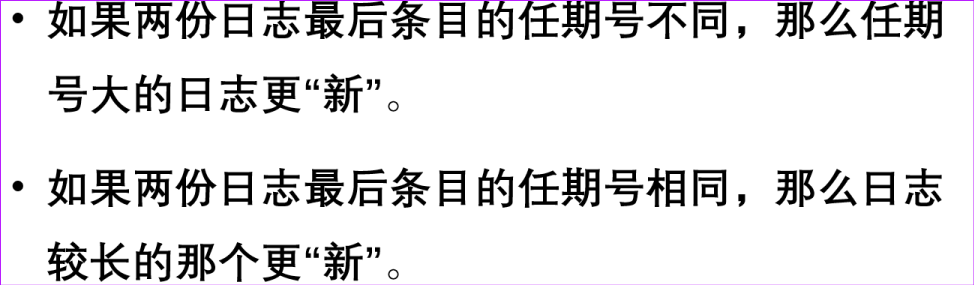 • 如果两份日志最后条目的任期号不同，那么任期
号大的日志更“新”。
• 如果两份日志最后条目的任期号相同，那么日志
较长的那个更“新”。